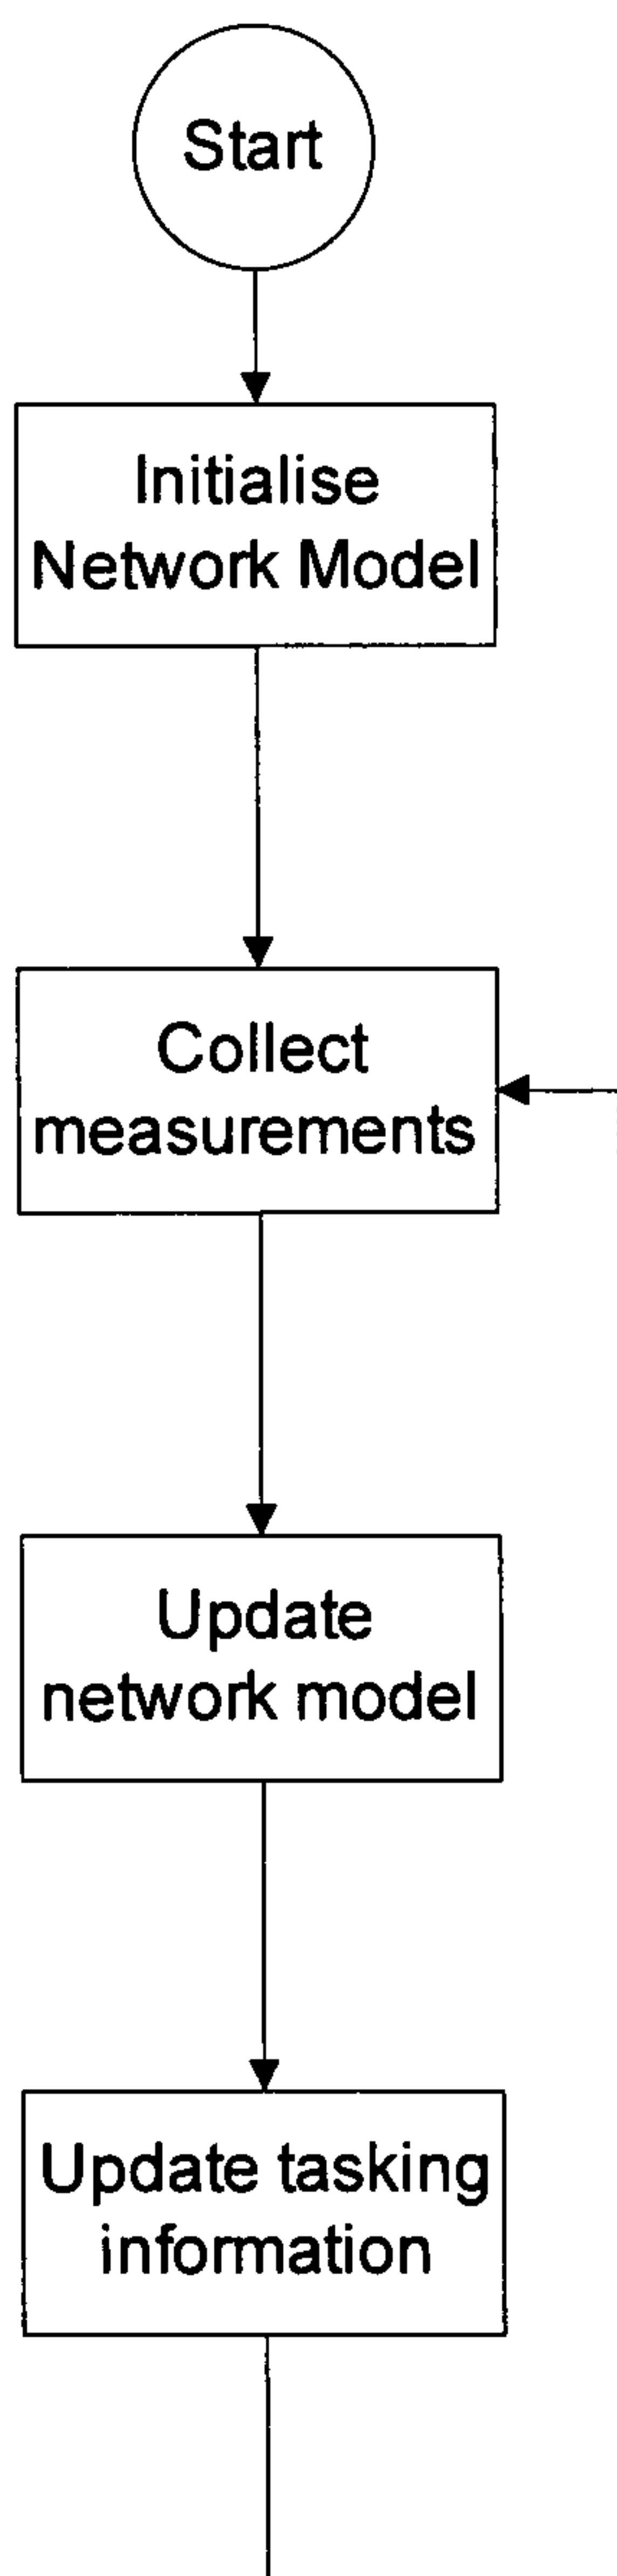 Start
Initialise
Network Model
Collect
measurements
Update
network model
Update tasking
information